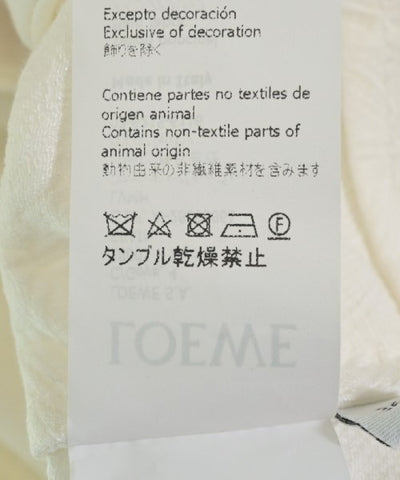 Excepto decoración
Exclusive of decoration
飾りを除く
Contiene partes no textiles de
origen animal
Contains non-textile parts of
animal origin
動物由来の非繊維素材を含みます
F
タンブル乾燥禁止
LOEWE S.A.
LOEWE